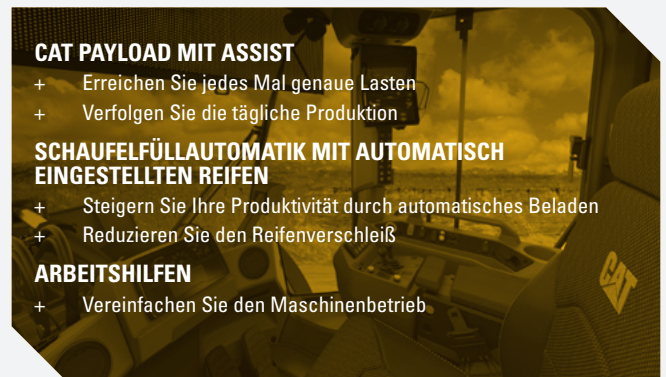 CAT PAYLOAD MIT ASSIST
+ Erreichen Sie jedes Mal genaue Lasten
+ Verfolgen Sie die tägliche Produktion
SCHAUFELFÜLLAUTOMATIK MIT AUTOMATISCH
EINGESTELLTEN REIFEN
+ Steigern Sie Ihre Produktivität durch automatisches Beladen
+ Reduzieren Sie den Reifenverschleiß
ARBEITSHILFEN
+ Vereinfachen Sie den Maschinenbetrieb
CAT